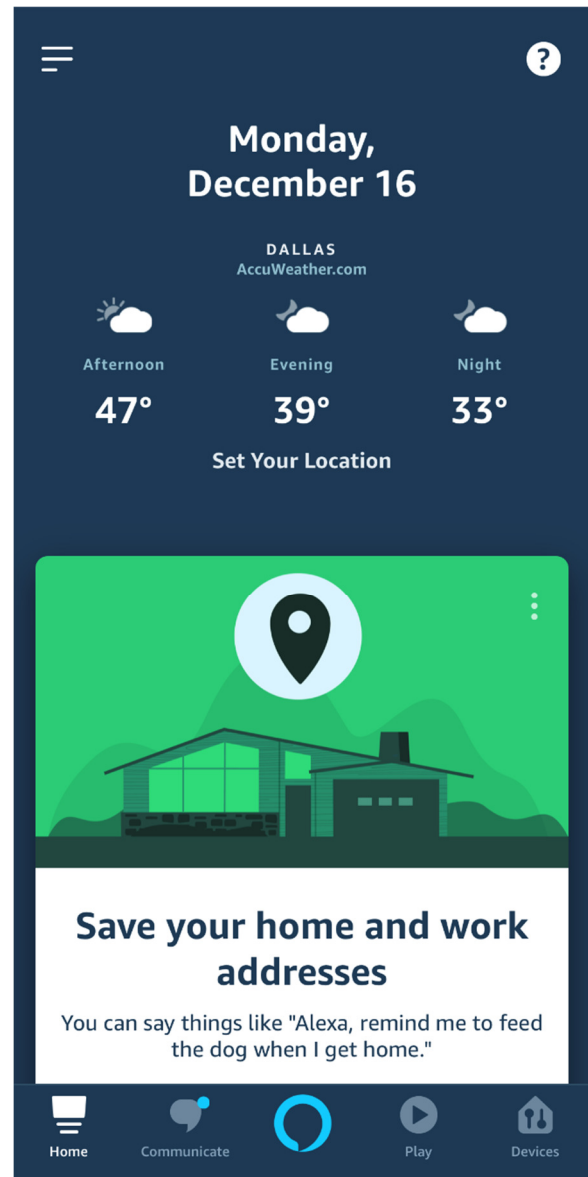 Monday,
December 16
DALLAS
AccuWeather.com
Afternoon Evening Night
47° 39° 33°
Set Your Location
Save your home and work
addresses
You can say things like "Alexa, remind me to feed
the dog when I get home."
Home Communicate Play Devices